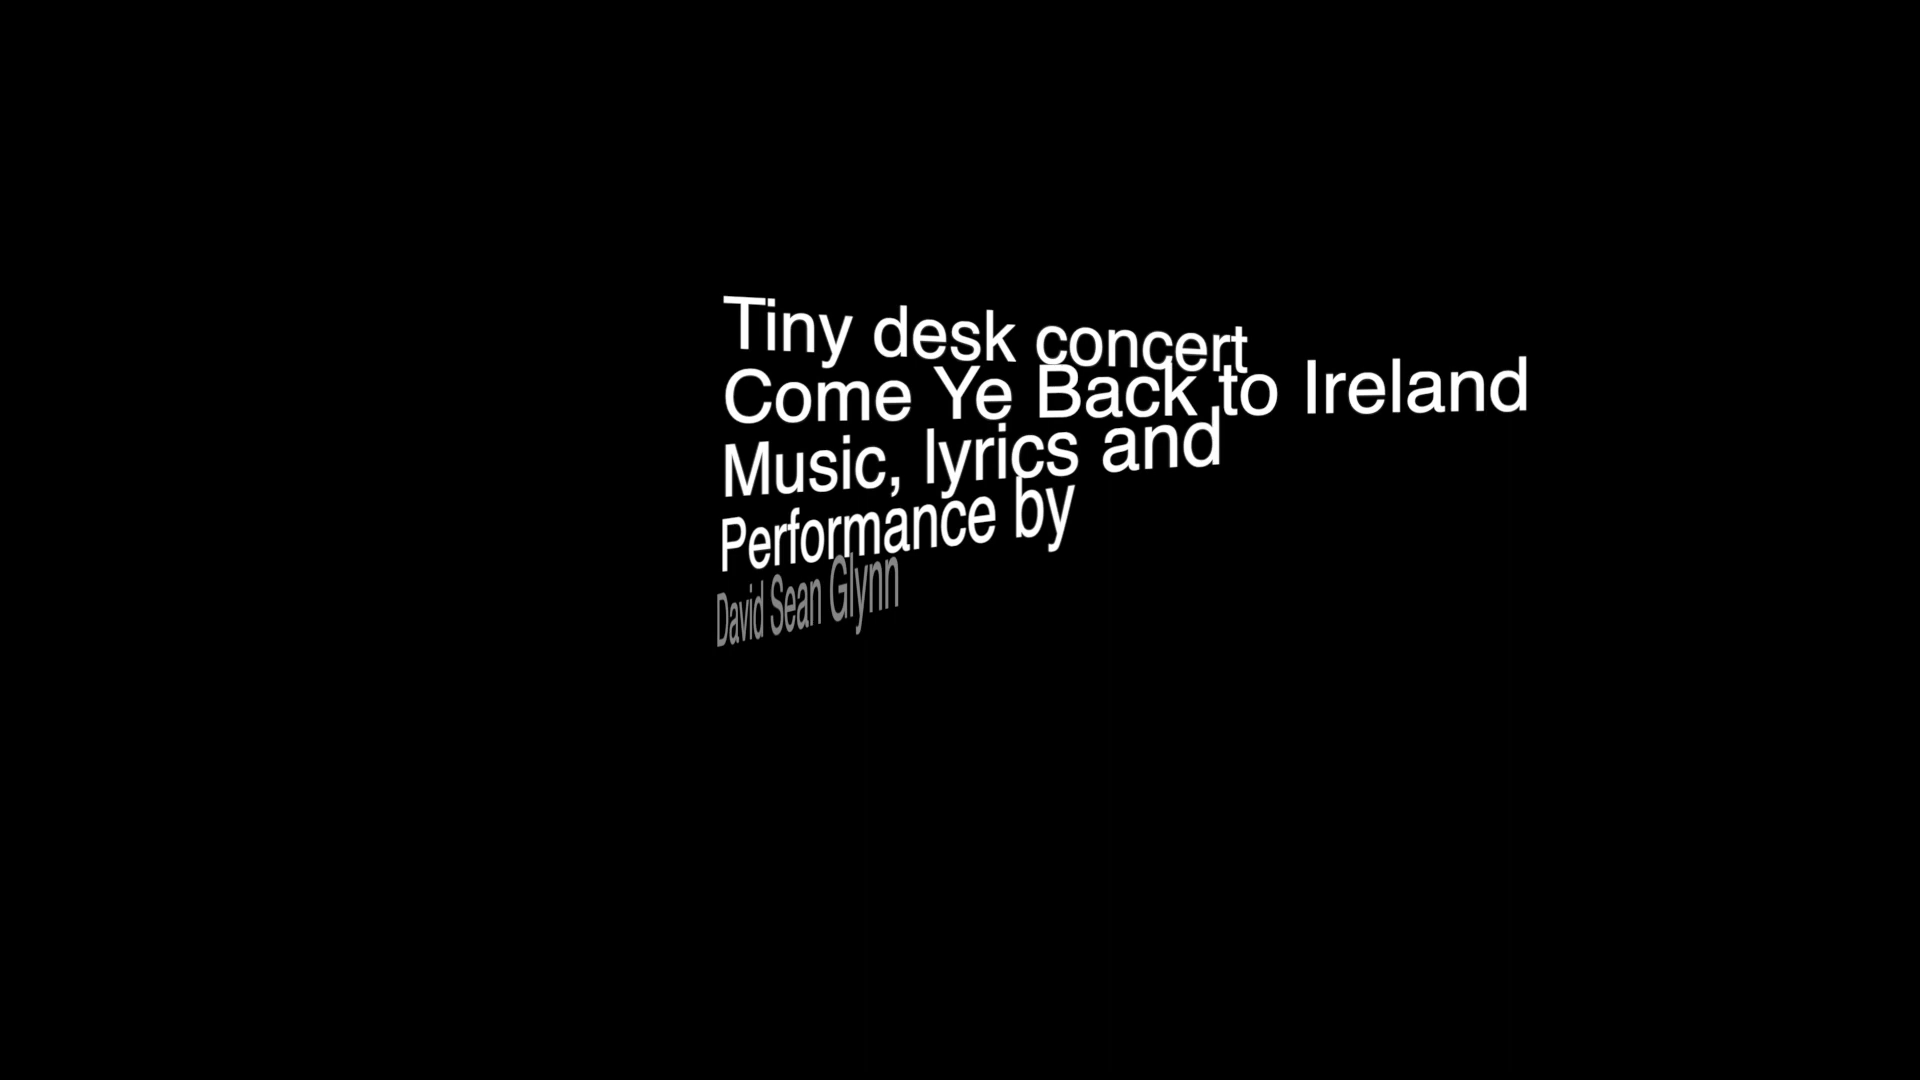 Tiny desk concert
Come Ye Back to Ireland
Music, lyrics and
Performance by
David Sean Glynn